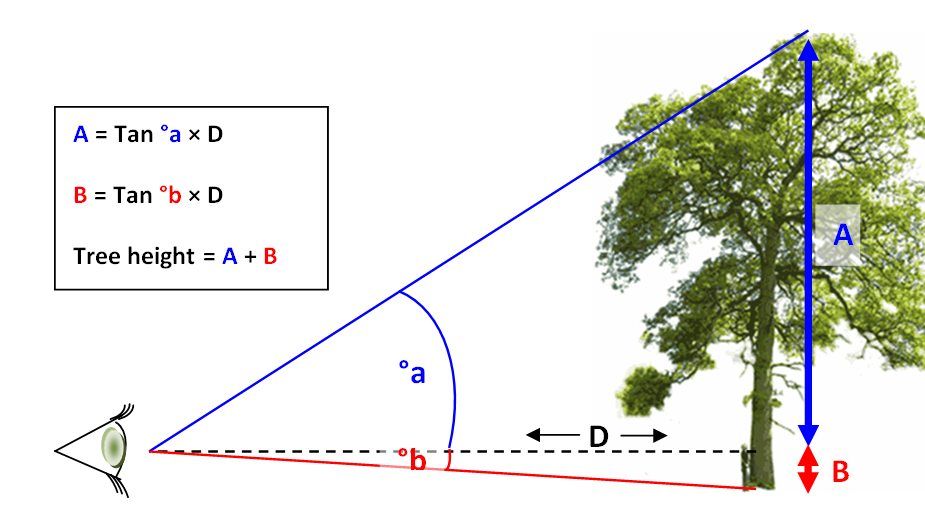 A = Tan °a × D
B = Tan °b × D
Tree height = A + B
A
°a
D
°b
B